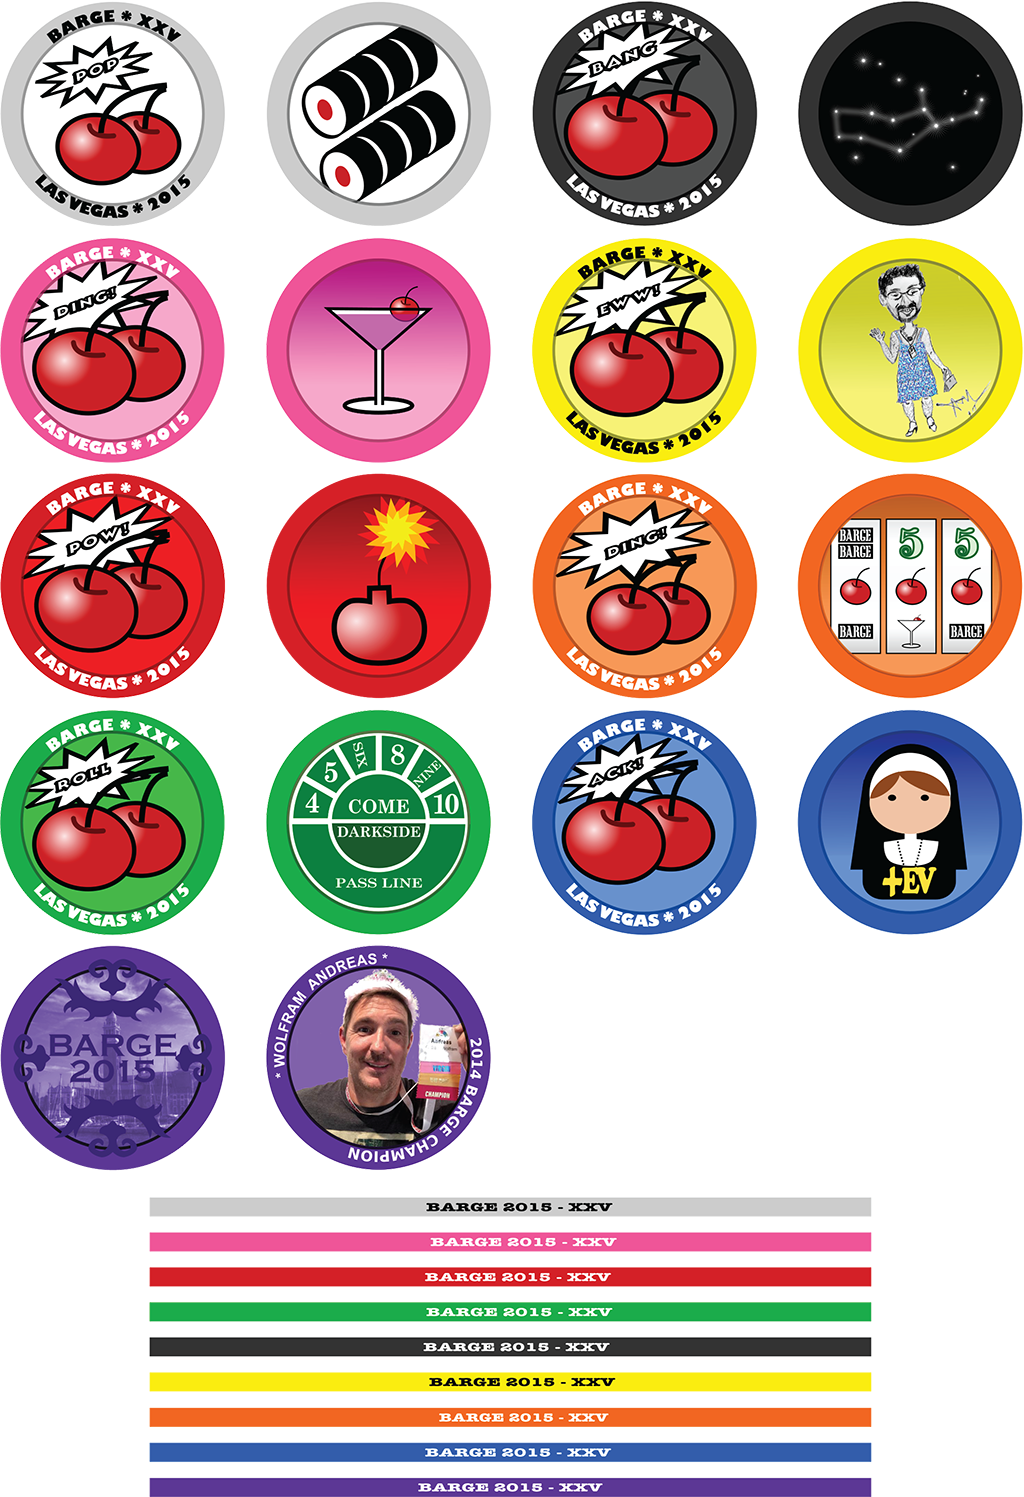 BARGE * XXV
POP
LAS VEGAS * 2015
BARGE * XXV
BANG
LAS VEGAS * 2015
BARGE * XXV
DING!
LAS VEGAS * 2015
BARGE * XXV
EWW!
LAS VEGAS * 2015
BARGE * XXV
POW!
LAS VEGAS * 2015
BARGE * XXV
DING!
LAS VEGAS * 2015
BARGE 5 5
BARGE
BARGE BARGE
BARGE * XXV
ROLL
LAS VEGAS * 2015
4 5 SIX 8 NINE 10
COME
DARKSIDE
PASS LINE
BARGE * XXV
ACK!
LAS VEGAS * 2015
+EV
BARGE
2015
* WOLFRAM ANDREAS *
2014 BARGE CHAMPION
Andreas
CHAMPION
BARGE 2015 - XXV
BARGE 2015 - XXV
BARGE 2015 - XXV
BARGE 2015 - XXV
BARGE 2015 - XXV
BARGE 2015 - XXV
BARGE 2015 - XXV
BARGE 2015 - XXV
BARGE 2015 - XXV